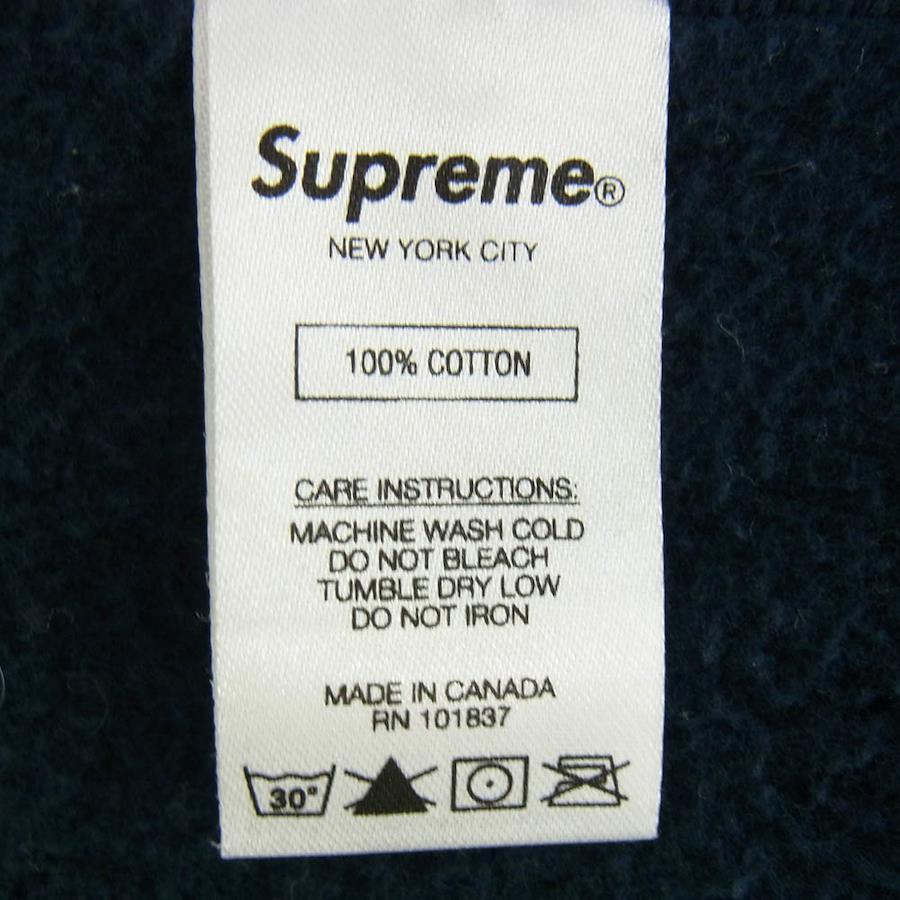 Supreme®
NEW YORK CITY
100% COTTON
CARE INSTRUCTIONS:
MACHINE WASH COLD
DO NOT BLEACH
TUMBLE DRY LOW
DO NOT IRON
MADE IN CANADA
RN 101837
30°